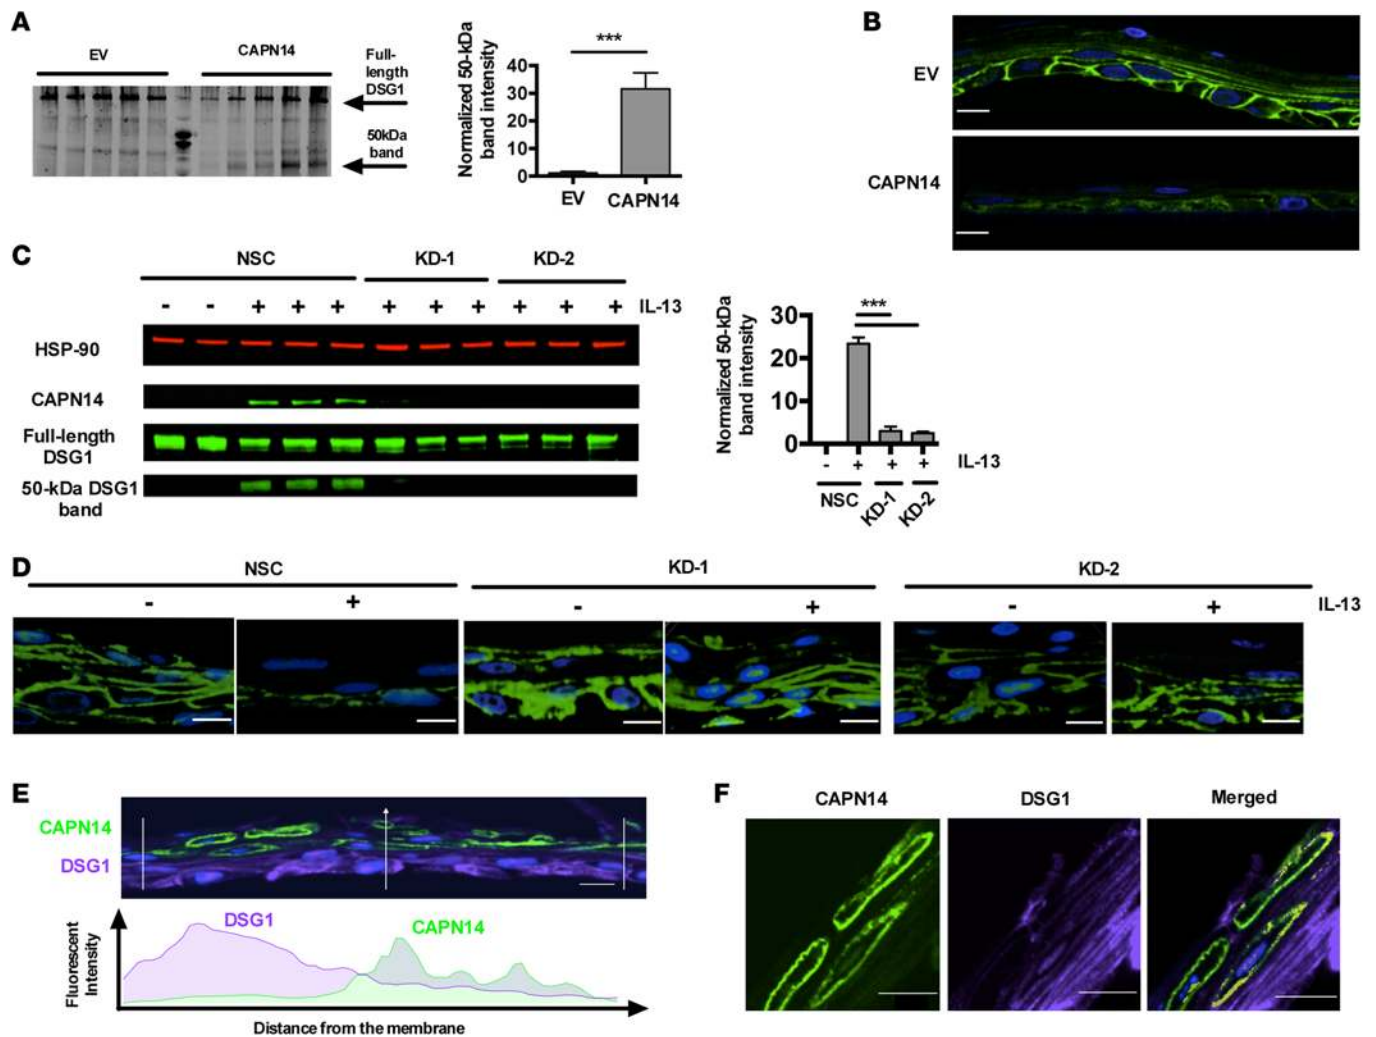 A
EV
CAPN14
Full-
length
DSG1
50kDa
band
Normalized 50-kDa
band intensity
40
30
20
10
0
***
EV
CAPN14
B
EV
CAPN14
C
NSC
KD-1
KD-2
- - + + + + + + + + + IL-13
HSP-90
CAPN14
Full-length
DSG1
50-kDa DSG1
band
Normalized 50-kDa
band intensity
30
20
10
0
***
- + + + IL-13
NSC
KD-1
KD-2
D
NSC
KD-1
KD-2
- + - + - + IL-13
E
CAPN14
DSG1
DSG1
CAPN14
Fluorescent
Intensity
Distance from the membrane
F
CAPN14
DSG1
Merged